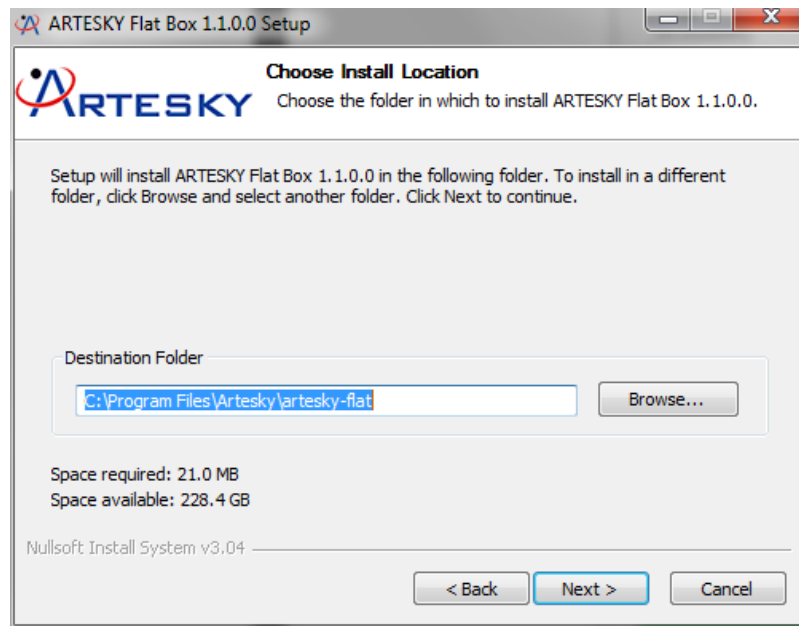 ARTESKY Flat Box 1.1.0.0 Setup
ARTESKY
Choose Install Location
Choose the folder in which to install ARTESKY Flat Box 1.1.0.0.
Setup will install ARTESKY Flat Box 1.1.0.0 in the following folder. To install in a different
folder, click Browse and select another folder. Click Next to continue.
Destination Folder
C:\Program Files\Artesky\artesky-flat
Browse...
Space required: 21.0 MB
Space available: 228.4 GB
Nullsoft Install System v3.04
< Back
Next >
Cancel